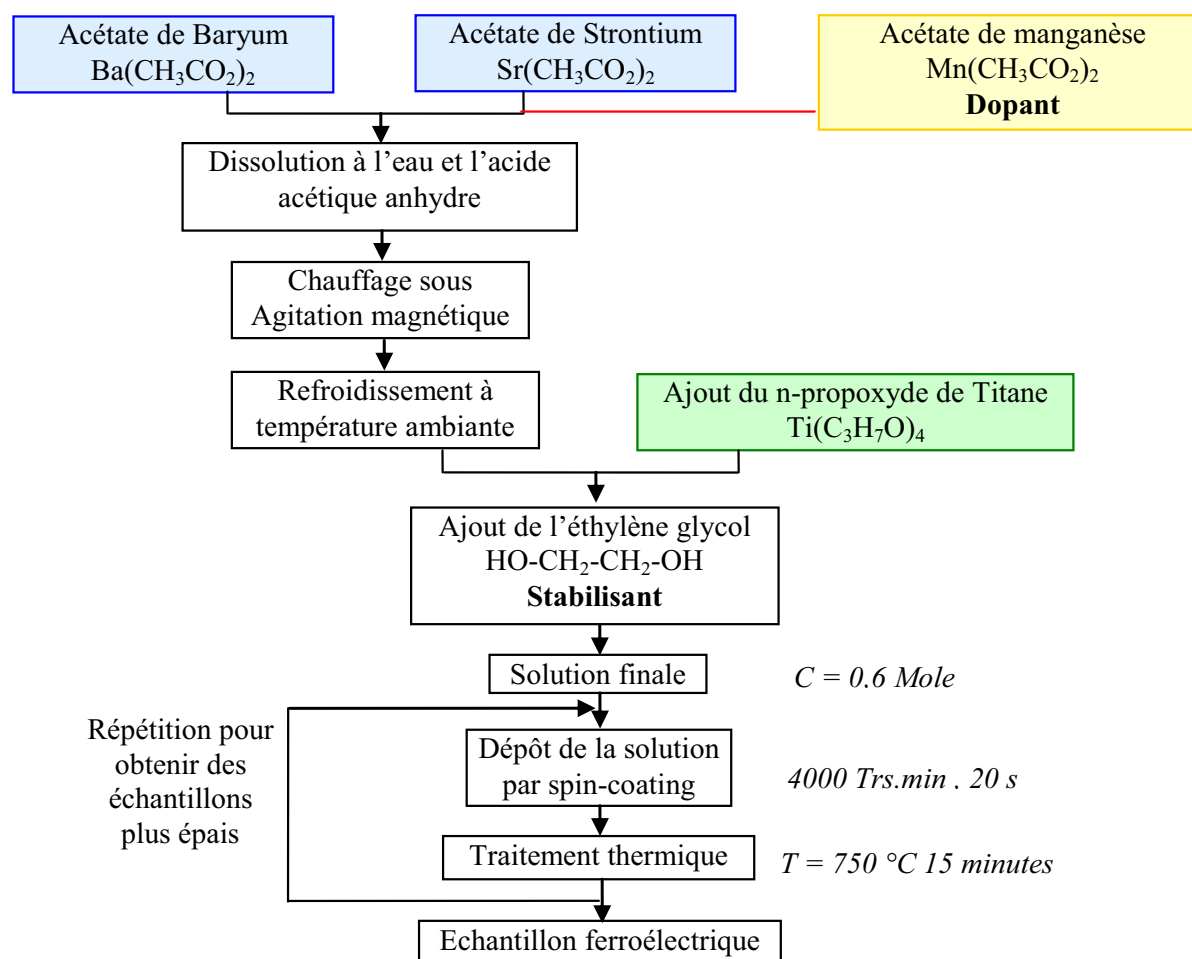 Acétate de Baryum
Ba(CH₃CO₂)₂
Acétate de Strontium
Sr(CH₃CO₂)₂
Acétate de manganèse
Mn(CH₃CO₂)₂
Dopant
Dissolution à l’eau et l’acide
acétique anhydre
Chauffage sous
Agitation magnétique
Refroidissement à
température ambiante
Ajout du n-propoxyde de Titane
Ti(C₃H₇O)₄
Ajout de l’éthylène glycol
HO-CH₂-CH₂-OH
Stabilisant
Solution finale
C = 0.6 Mole
Répétition pour
obtenir des
échantillons
plus épais
Dépôt de la solution
par spin-coating
4000 Trs.min . 20 s
Traitement thermique
T = 750 °C 15 minutes
Echantillon ferroélectrique